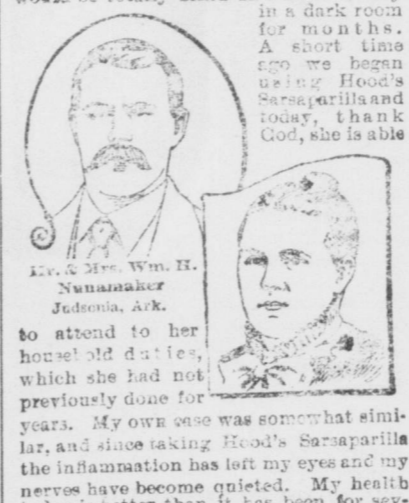 in a dark room
for months.
A short time
ago we began
using Hood's
Sarsaparilla and
today, thank
God, she is able
Mr. & Mrs. Wm. H.
Nunamaker
Judsonia, Ark.
to attend to her
household duties,
which she had not
previously done for
years. My own case was somewhat simi-
lar, and since taking Hood's Sarsaparilla
the inflammation has left my eyes and my
nerves have become quieted. My health